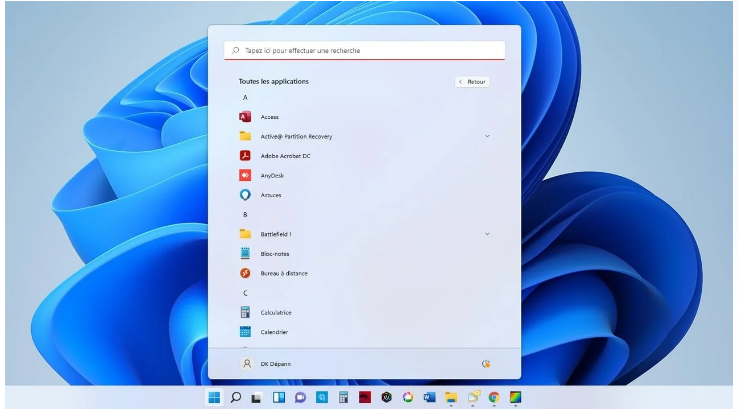 Tapez ici pour effectuer une recherche
Toutes les applications
< Retour
A
Access
Active@ Partition Recovery
Adobe Acrobat DC
AnyDesk
Astuces
B
Battlefield 1
Bloc-notes
Bureau à distance
C
Calculatrice
Calendrier
DK Dépann